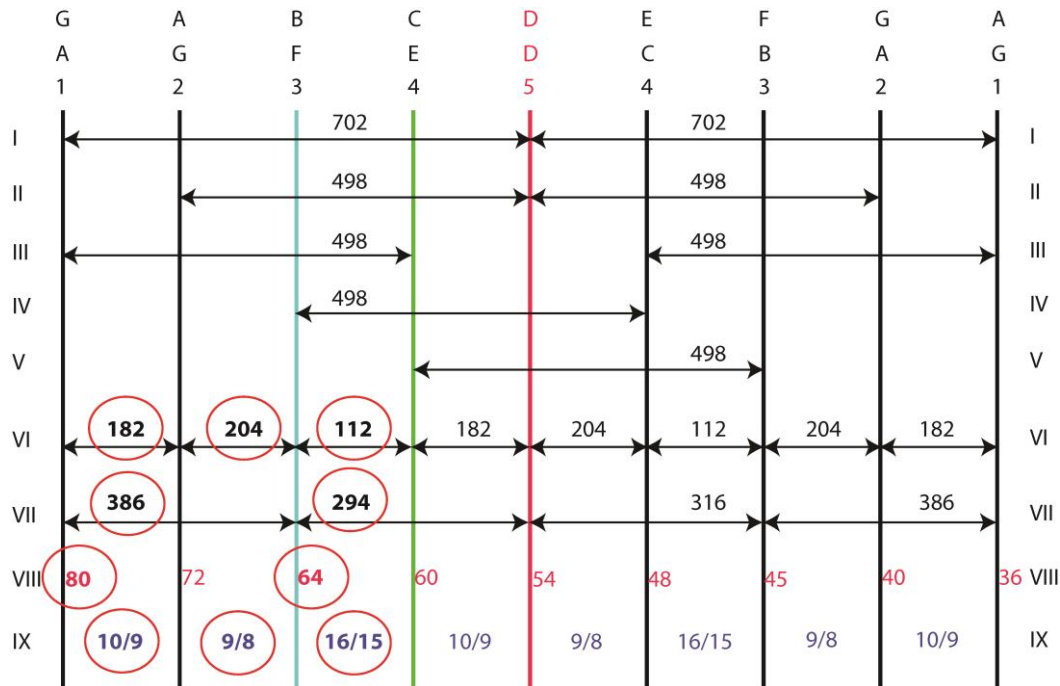 G A B C D E F G A
A G F E D C B A G
1 2 3 4 5 4 3 2 1
I 702 702 I
II 498 498 II
III 498 498 III
IV 498 IV
V 498 V
VI 182 204 112 182 204 112 204 182 VI
VII 386 294 316 386 VII
VIII 80 72 64 60 54 48 45 40 36 VIII
IX 10/9 9/8 16/15 10/9 9/8 16/15 9/8 10/9 IX